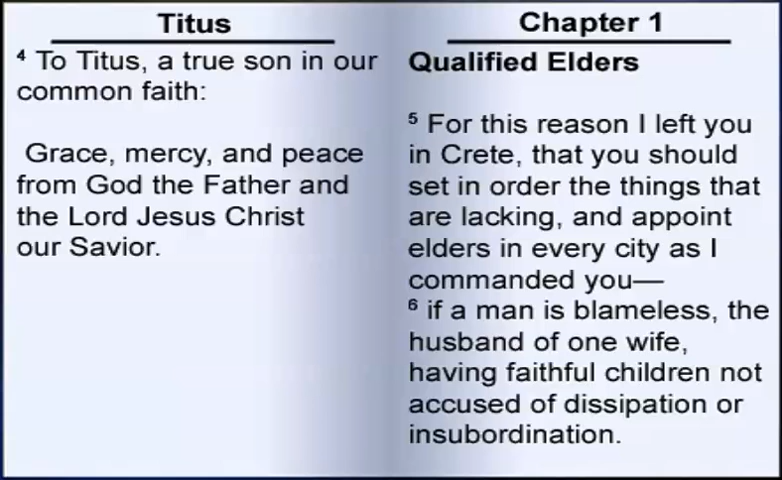 Titus
⁴ To Titus, a true son in our
common faith:
Grace, mercy, and peace
from God the Father and
the Lord Jesus Christ
our Savior.
Chapter 1
Qualified Elders
⁵ For this reason I left you
in Crete, that you should
set in order the things that
are lacking, and appoint
elders in every city as I
commanded you—
⁶ if a man is blameless, the
husband of one wife,
having faithful children not
accused of dissipation or
insubordination.